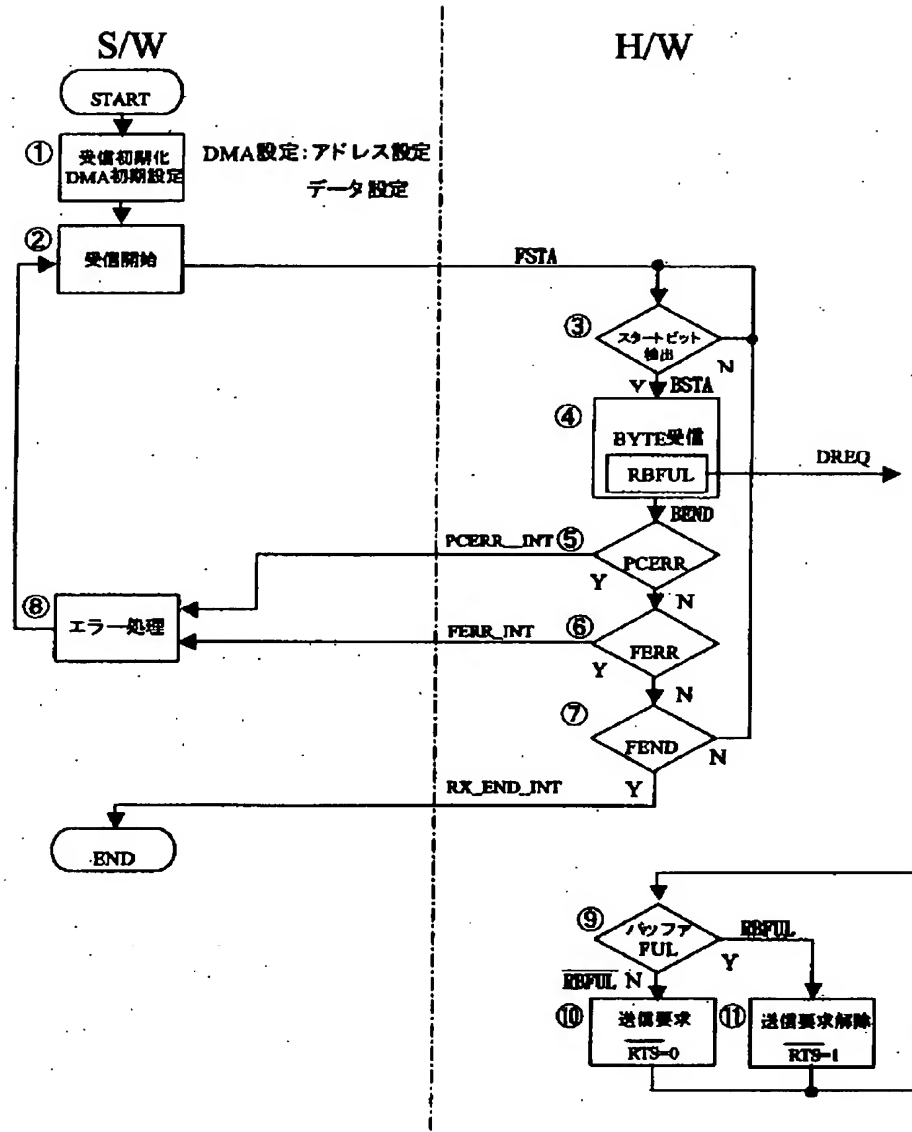 S/W
H/W
START
①
受信初期化
DMA初期設定
DMA設定:アドレス設定
データ設定
②
受信開始
FSTA
③
スタートビット
検出
N
Y
BSTA
④
BYTE受信
RBFUL
DREQ
BEND
PCERR_INT
⑤
PCERR
Y
N
⑧
エラー処理
FERR_INT
⑥
FERR
Y
N
⑦
FEND
N
RX_END_INT
Y
END
⑨
バッファ
FUL
RBFUL
Y
RBFUL
N
⑩
送信要求
RTS=0
⑪
送信要求解除
RTS=1